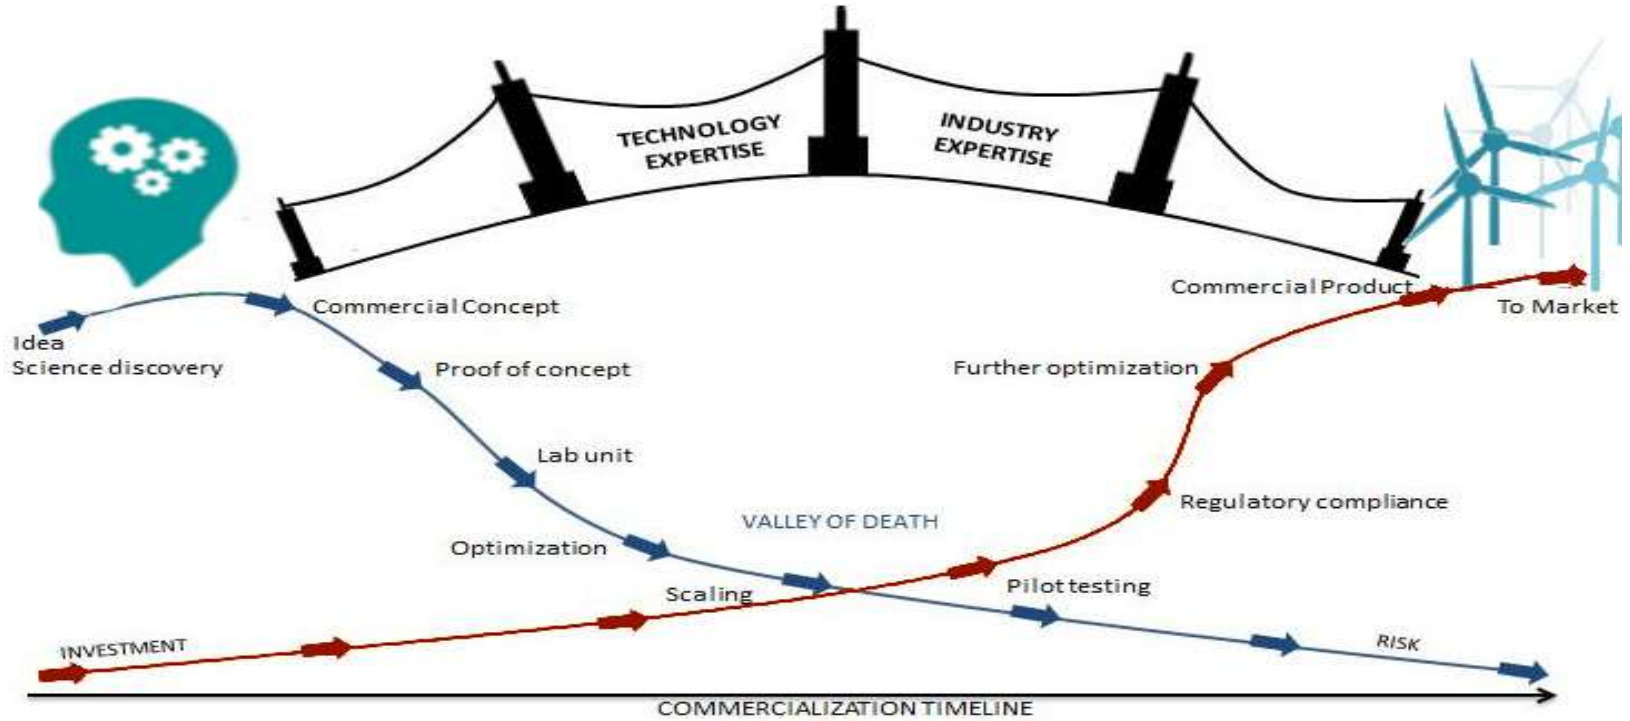 TECHNOLOGY
EXPERTISE
INDUSTRY
EXPERTISE
Idea
Science discovery
Commercial Concept
Proof of concept
Lab unit
Optimization
VALLEY OF DEATH
Scaling
Pilot testing
Regulatory compliance
Further optimization
Commercial Product
To Market
INVESTMENT
RISK
COMMERCIALIZATION TIMELINE